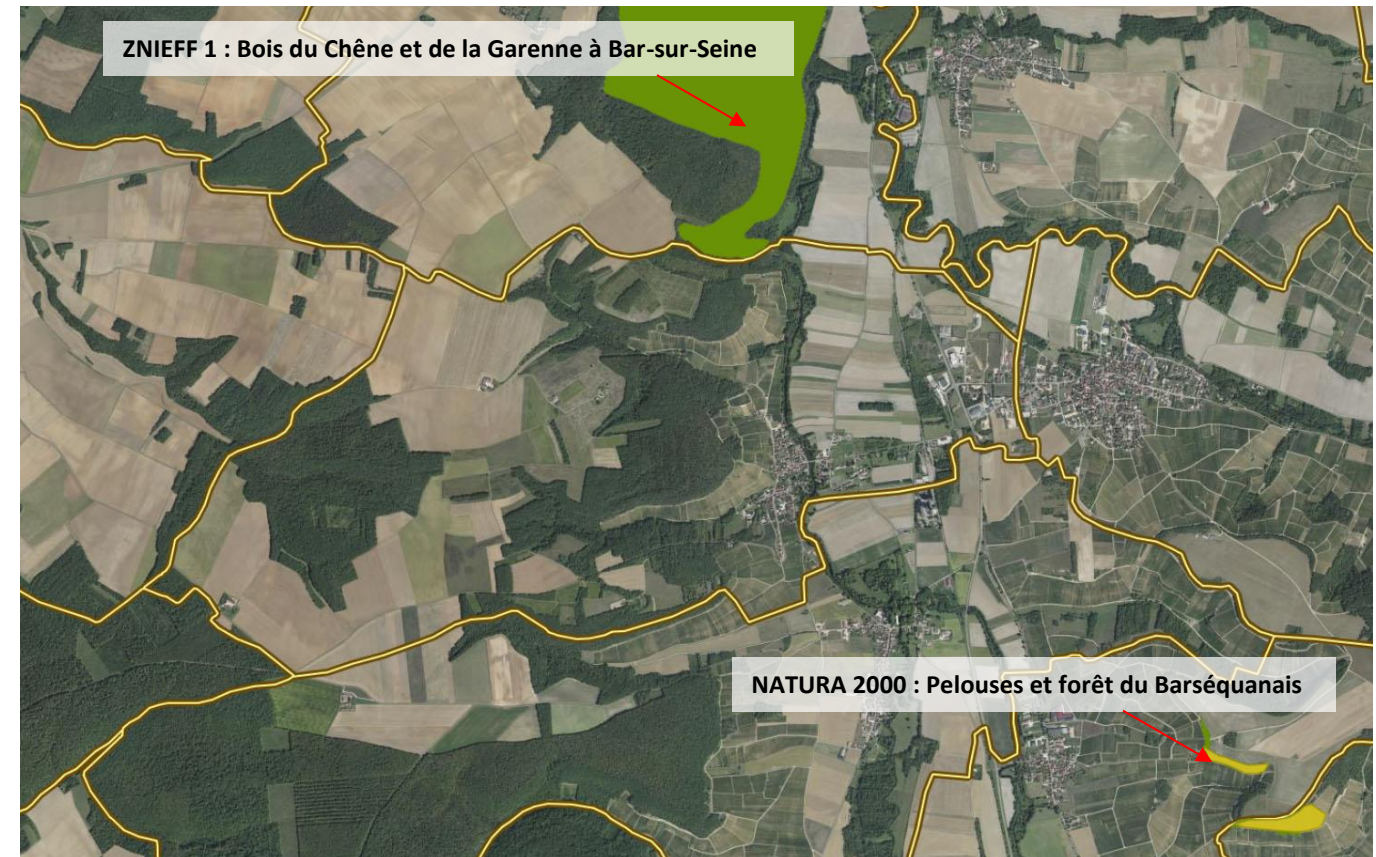 ZNIEFF 1 : Bois du Chêne et de la Garenne à Bar-sur-Seine
NATURA 2000 : Pelouses et forêt du Barséquanais